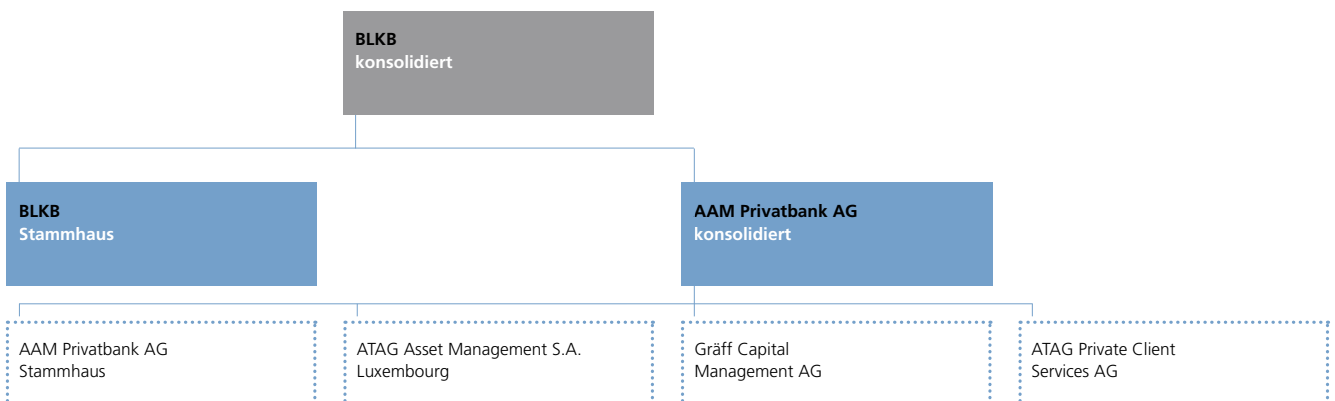 BLKB
konsolidiert
BLKB
Stammhaus
AAM Privatbank AG
konsolidiert
AAM Privatbank AG
Stammhaus
ATAG Asset Management S.A.
Luxembourg
Gräff Capital
Management AG
ATAG Private Client
Services AG